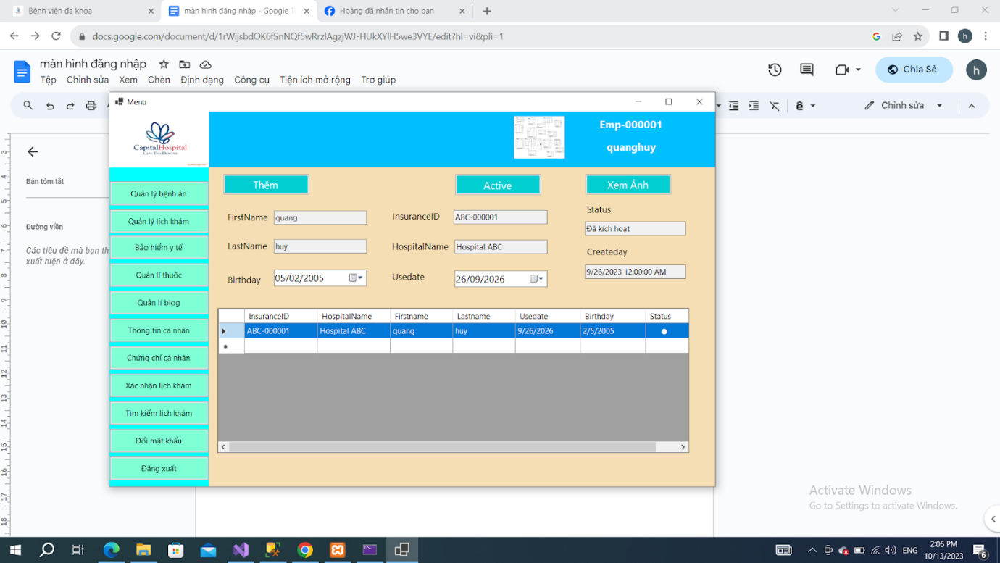 Bệnh viện đa khoa
màn hình đăng nhập - Google T
Hoàng đã nhắn tin cho bạn
docs.google.com/document/d/1rWijsbdOK6fSnNQf5wRrzlAgzjWJ-HUkXYlH5we3VYE/edit?hl=vi&pli=1
h
màn hình đăng nhập
Tệp Chỉnh sửa Xem Chèn Định dạng Công cụ Tiện ích mở rộng Trợ giúp
Chia Sẻ
h
Chỉnh sửa
Bản tóm tắt
Đường viền
Các tiêu đề mà bạn th
xuất hiện ở đây.
Menu
CapitalHospital
Care You Deserve
Emp-000001
quanghuy
Quản lý bệnh án
Quản lý lịch khám
Bảo hiểm y tế
Quản lí thuốc
Quản lí blog
Thông tin cá nhân
Chứng chỉ cá nhân
Xác nhận lịch khám
Tìm kiếm lịch khám
Đổi mật khẩu
Đăng xuất
Thêm Active Xem Ảnh
FirstName quang InsuranceID ABC-000001 Status
Đã kích hoạt
LastName huy HospitalName Hospital ABC Createday
Birthday 05/02/2005 Usedate 26/09/2026 9/26/2023 12:00:00 AM
InsuranceID HospitalName Firstname Lastname Usedate Birthday Status
ABC-000001 Hospital ABC quang huy 9/26/2026 2/5/2005
Activate Windows
Go to Settings to activate Windows.
ENG
2:06 PM
10/13/2023
6